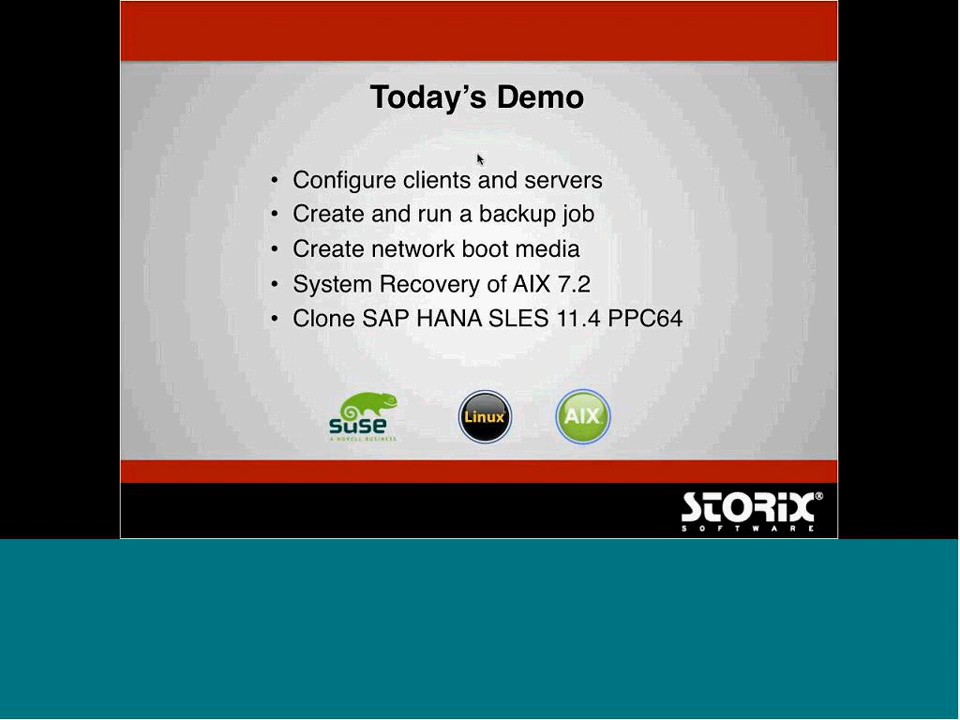 Today's Demo
• Configure clients and servers
• Create and run a backup job
• Create network boot media
• System Recovery of AIX 7.2
• Clone SAP HANA SLES 11.4 PPC64
suse
A NOVELL BUSINESS
Linux
AIX
STORIX®
SOFTWARE